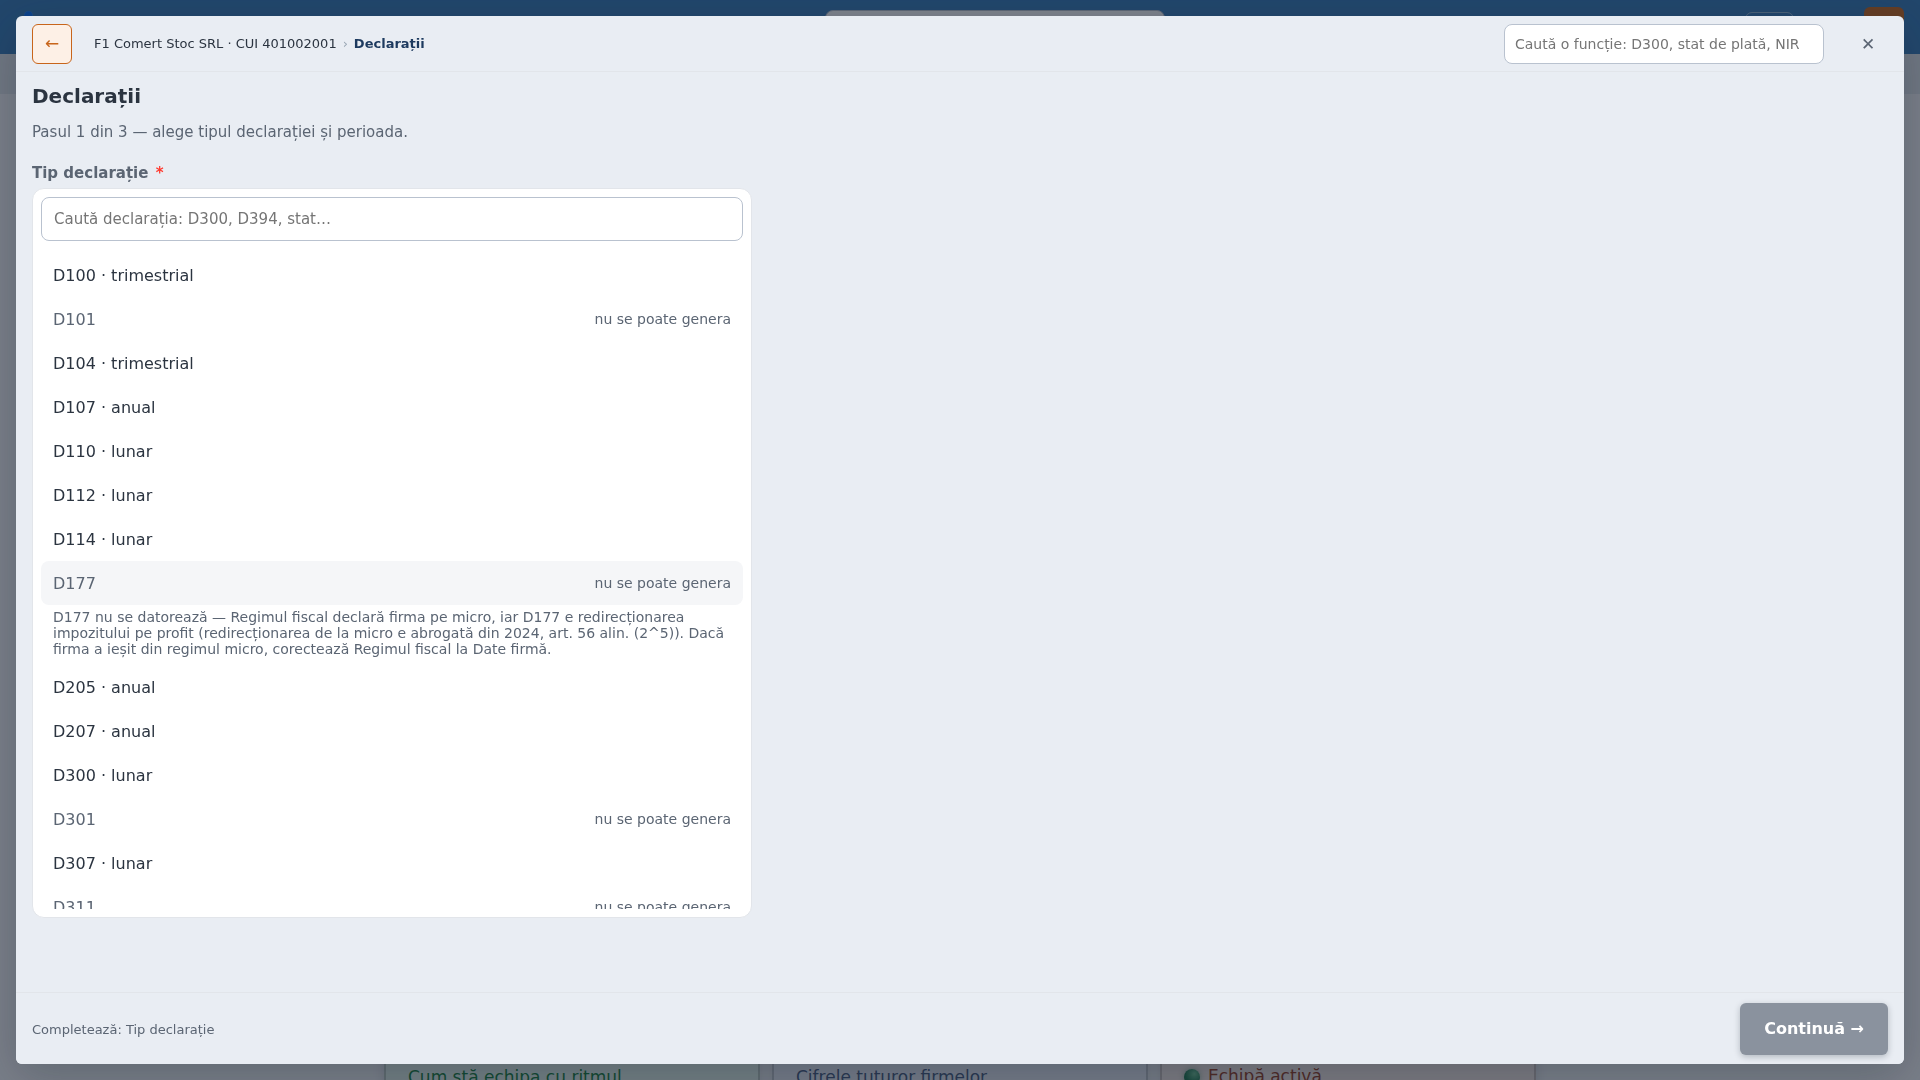 ←
F1 Comert Stoc SRL · CUI 401002001 › Declarații
Caută o funcție: D300, stat de plată, NIR
✕
Declarații
Pasul 1 din 3 — alege tipul declarației și perioada.
Tip declarație *
Caută declarația: D300, D394, stat...
D100 · trimestrial
D101 nu se poate genera
D104 · trimestrial
D107 · anual
D110 · lunar
D112 · lunar
D114 · lunar
D177 nu se poate genera
D177 nu se datorează — Regimul fiscal declară firma pe micro, iar D177 e redirecționarea
impozitului pe profit (redirecționarea de la micro e abrogată din 2024, art. 56 alin. (2^5)). Dacă
firma a ieșit din regimul micro, corectează Regimul fiscal la Date firmă.
D205 · anual
D207 · anual
D300 · lunar
D301 nu se poate genera
D307 · lunar
D311 nu se poate genera
Completează: Tip declarație
Continuă →
Cum stă echipa cu ritmul
Cifrele tuturor firmelor
Echipă activă